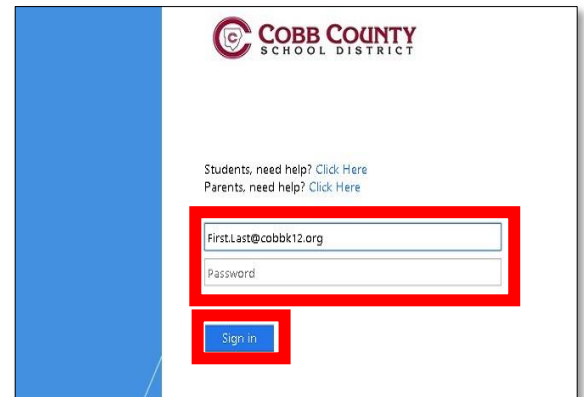 C
COBB COUNTY
SCHOOL DISTRICT
Students, need help? Click Here
Parents, need help? Click Here
First.Last@cobbk12.org
Password
Sign in